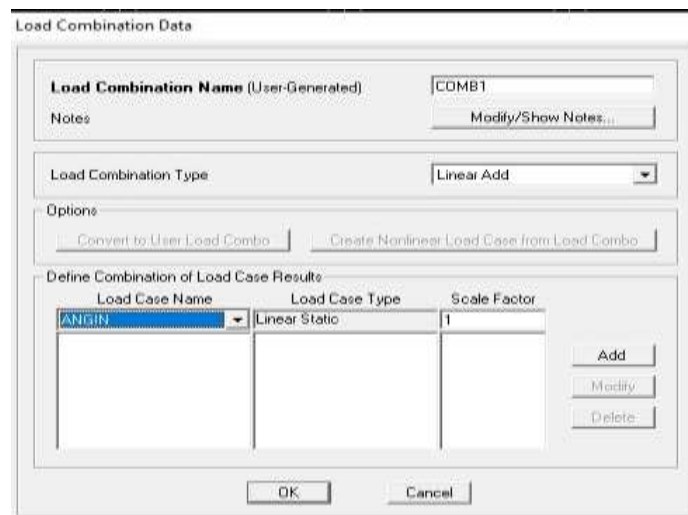 Load Combination Data
Load Combination Name (User-Generated) COMB1
Notes Modify/Show Notes...
Load Combination Type Linear Add
Options
Convert to User Load Combo Create Nonlinear Load Case from Load Combo
Define Combination of Load Case Results
Load Case Name Load Case Type Scale Factor
ANGIN Linear Static 1
Add
Modify
Delete
OK Cancel